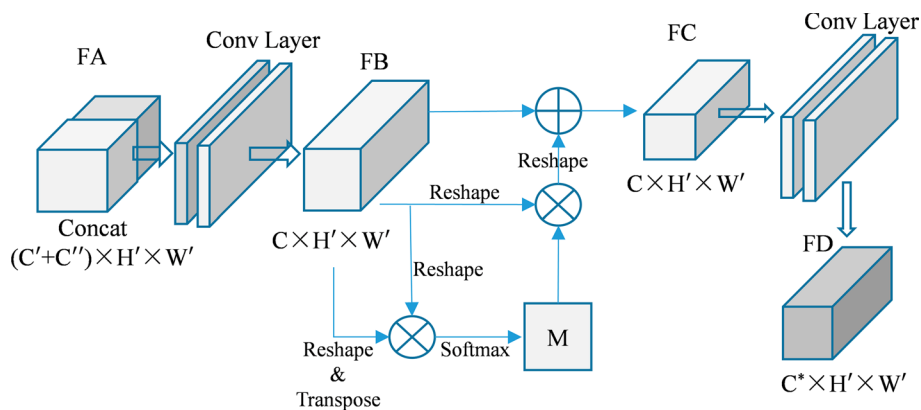 FA
Conv Layer
FB
FC
Conv Layer
Reshape
Reshape
Concat
(C′+C″)×H′×W′
C×H′×W′
C×H′×W′
Reshape
FD
Softmax
M
Reshape
&
Transpose
C*×H′×W′